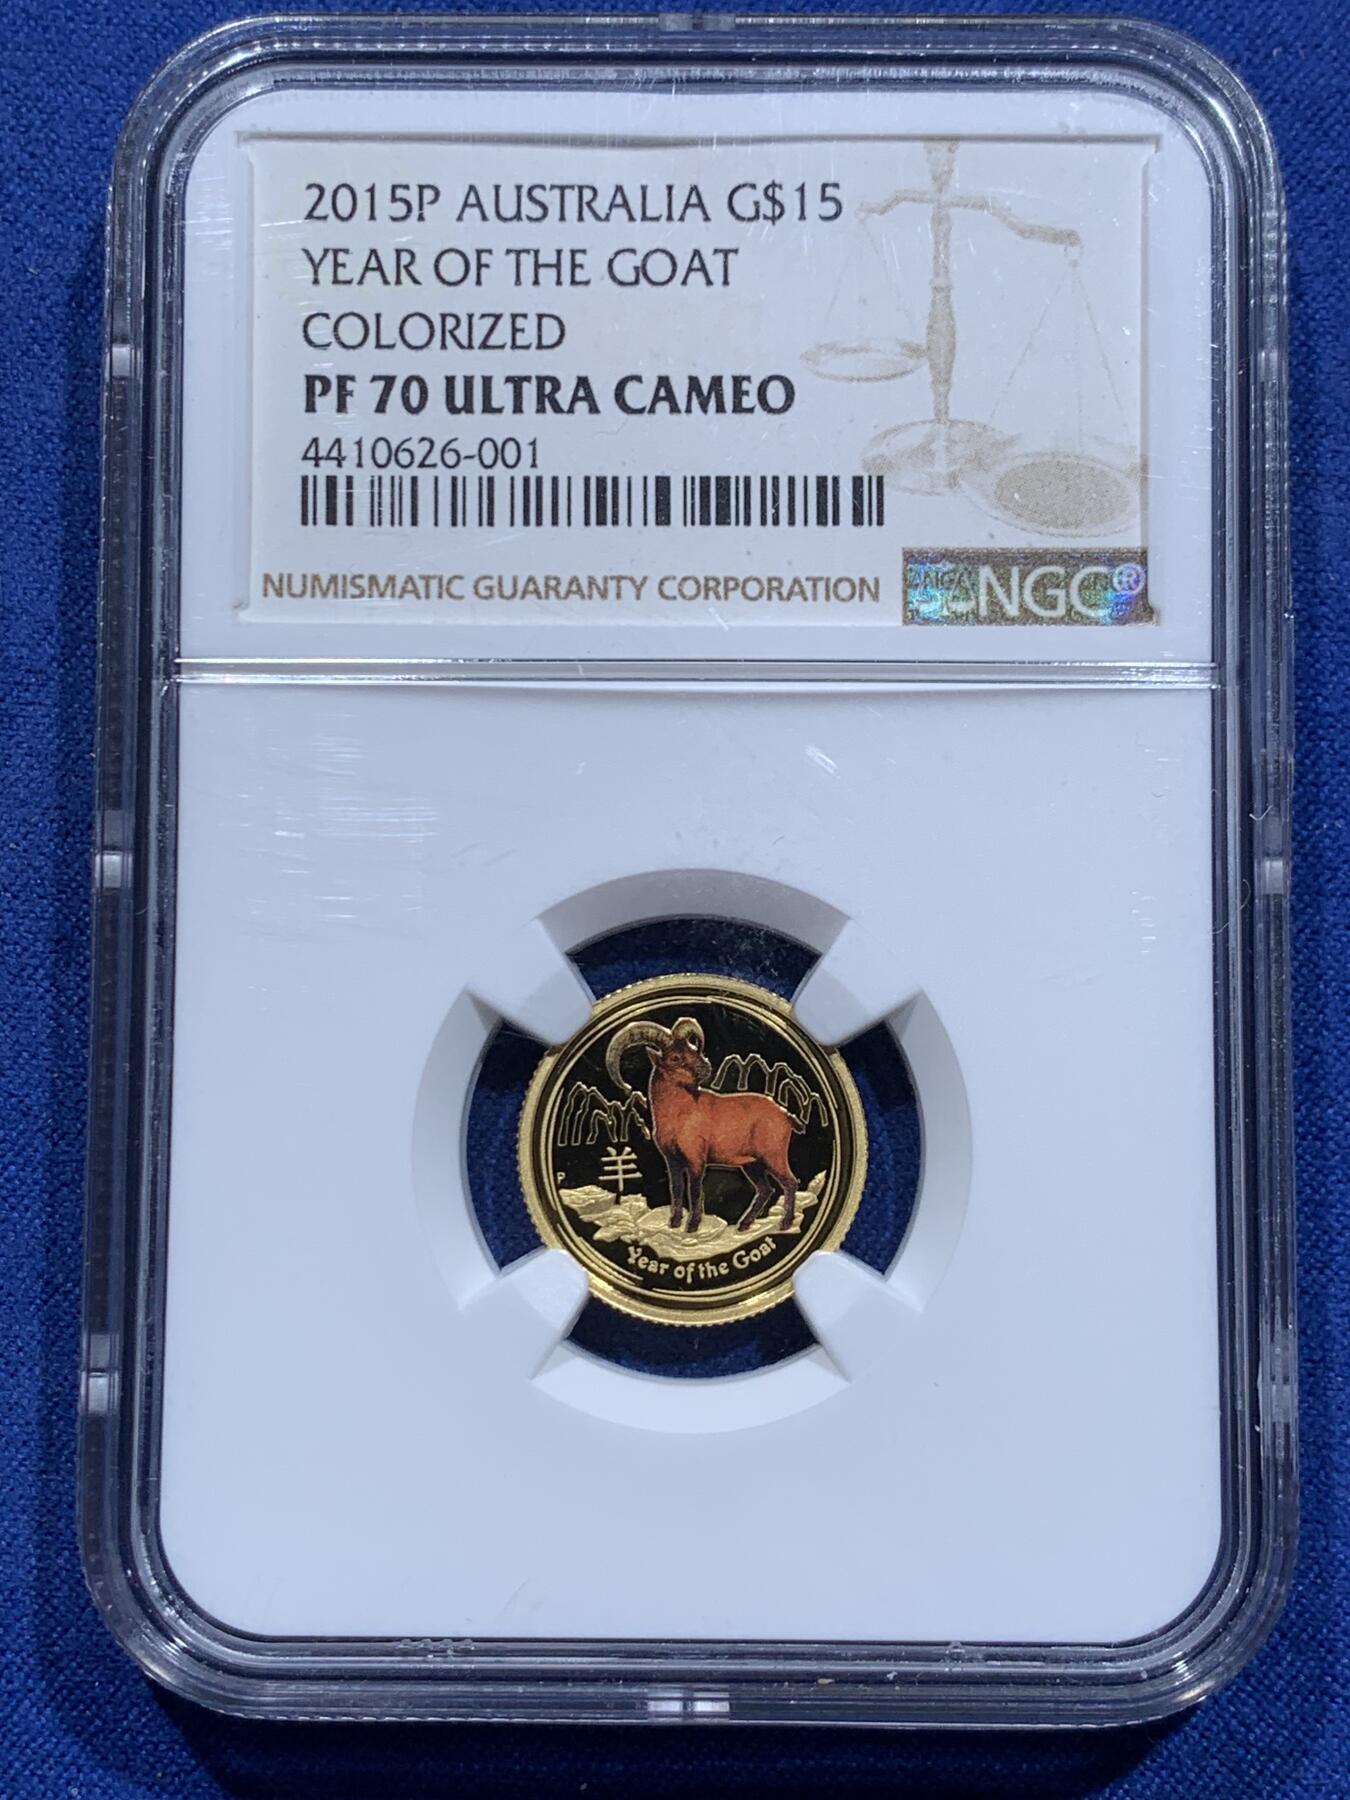 2015P AUSTRALIA G$15
YEAR OF THE GOAT
COLORIZED
PF 70 ULTRA CAMEO
4410626-001
NUMISMATIC GUARANTY CORPORATION
NGC®
羊
P
Year of the Goat